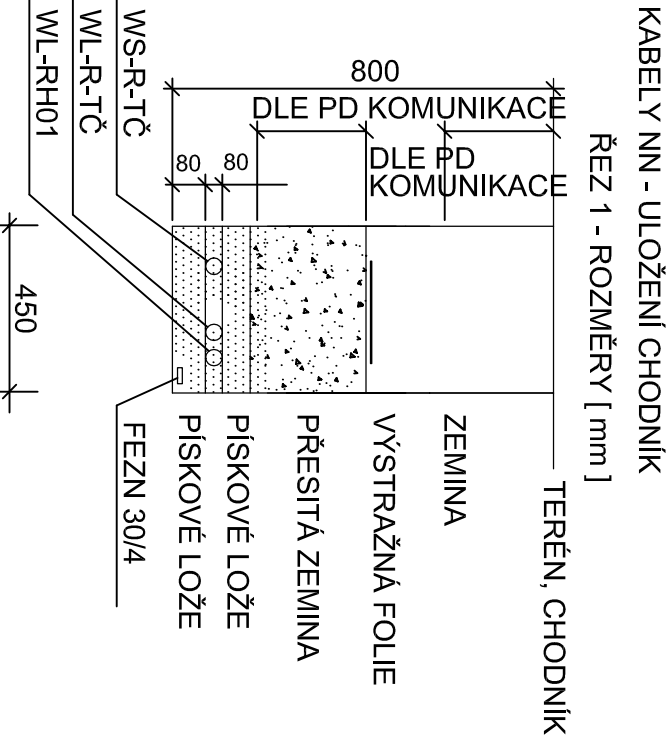 KABELY NN - ULOŽENÍ CHODNÍK
ŘEZ 1 - ROZMĚRY [ mm ]
TERÉN, CHODNÍK
ZEMINA
VÝSTRAŽNÁ FOLIE
PŘESITÁ ZEMINA
PÍSKOVÉ LOŽE
PÍSKOVÉ LOŽE
FEZN 30/4
800
DLE PD KOMUNIKACE
DLE PD
KOMUNIKACE
80
80
WS-R-TČ
WL-R-TČ
WL-RH01
450